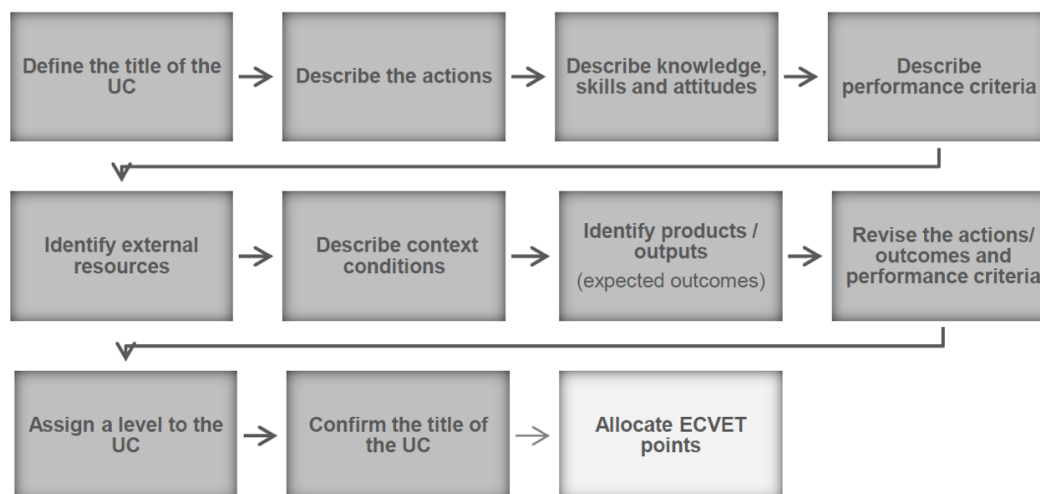 Define the title of the
UC
Describe the actions
Describe knowledge,
skills and attitudes
Describe
performance criteria
Identify external
resources
Describe context
conditions
Identify products /
outputs
(expected outcomes)
Revise the actions/
outcomes and
performance criteria
Assign a level to the
UC
Confirm the title of
the UC
Allocate ECVET
points